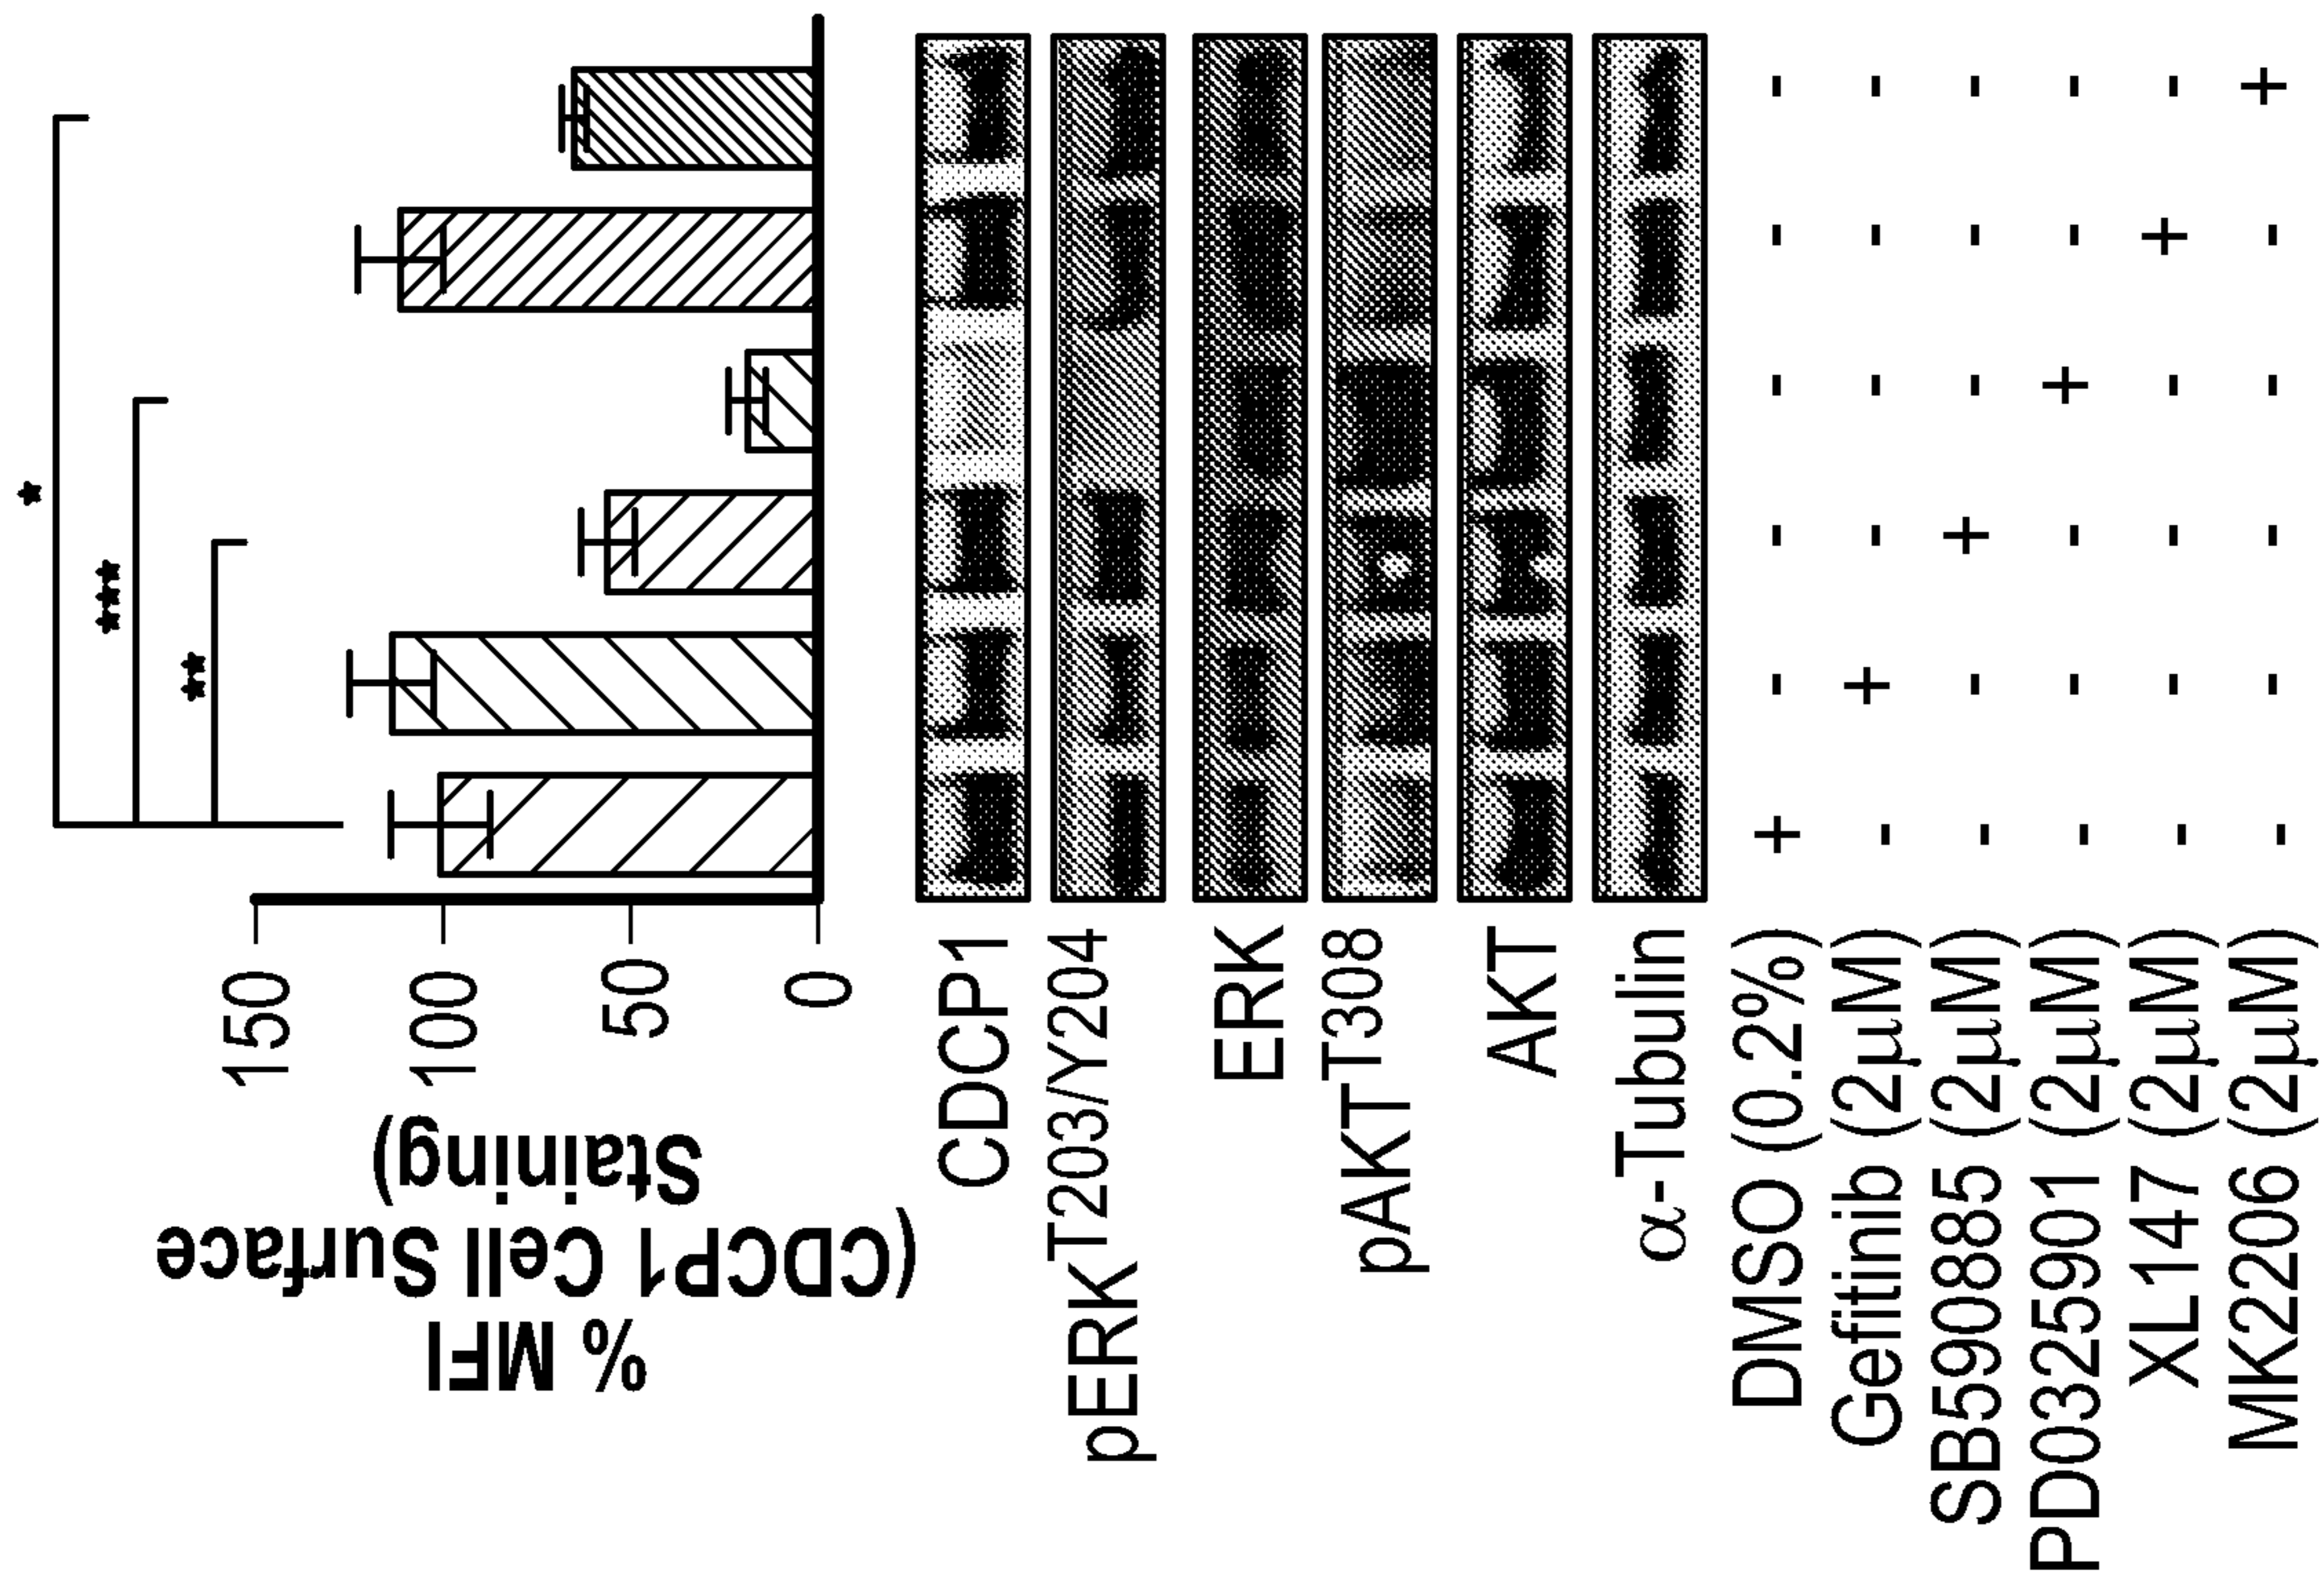 % MFI
(CDCP1 Cell Surface
Staining)
150
100
50
0
*
***
**
CDCP1
pERKT203/Y204
ERK
pAKTT308
AKT
α-Tubulin
DMSO (0.2%) + - - - - -
Gefitinib (2μM) - + - - - -
SB590885 (2μM) - - + - - -
PD0325901 (2μM) - - - + - -
XL147 (2μM) - - - - + -
MK2206 (2μM) - - - - - +